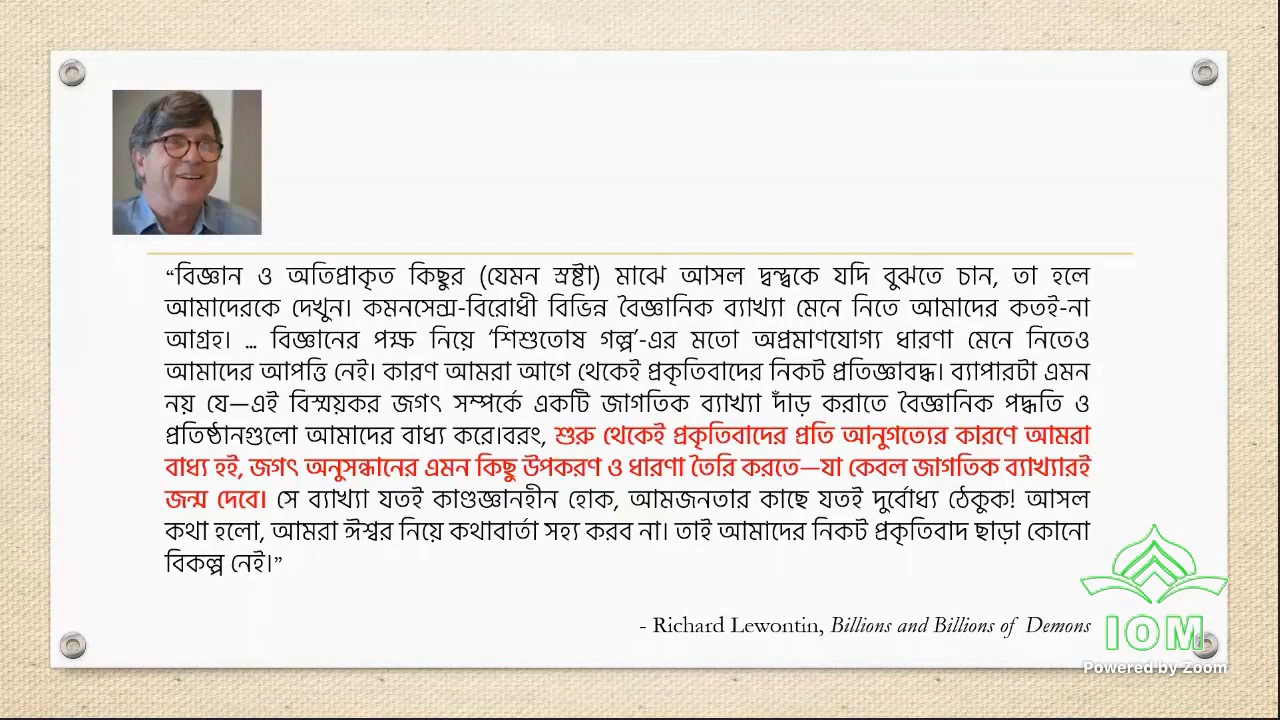 “বিজ্ঞান ও অতিপ্রাকৃত কিছুর (যেমন স্রষ্টা) মাঝে আসল দ্বন্দ্বকে যদি বুঝতে চান, তা হলে
আমাদেরকে দেখুন। কমনসেন্স-বিরোধী বিভিন্ন বৈজ্ঞানিক ব্যাখ্যা মেনে নিতে আমাদের কতই-না
আগ্রহ। ... বিজ্ঞানের পক্ষ নিয়ে ‘শিশুতোষ গল্প’-এর মতো অপ্রমাণযোগ্য ধারণা মেনে নিতেও
আমাদের আপত্তি নেই। কারণ আমরা আগে থেকেই প্রকৃতিবাদের নিকট প্রতিজ্ঞাবদ্ধ। ব্যাপারটা এমন
নয় যে—এই বিস্ময়কর জগৎ সম্পর্কে একটি জাগতিক ব্যাখ্যা দাঁড় করাতে বৈজ্ঞানিক পদ্ধতি ও
প্রতিষ্ঠানগুলো আমাদের বাধ্য করে।বরং, শুরু থেকেই প্রকৃতিবাদের প্রতি আনুগত্যের কারণে আমরা
বাধ্য হই, জগৎ অনুসন্ধানের এমন কিছু উপকরণ ও ধারণা তৈরি করতে—যা কেবল জাগতিক ব্যাখ্যারই
জন্ম দেবে। সে ব্যাখ্যা যতই কাণ্ডজ্ঞানহীন হোক, আমজনতার কাছে যতই দুর্বোধ্য ঠেকুক! আসল
কথা হলো, আমরা ঈশ্বর নিয়ে কথাবার্তা সহ্য করব না। তাই আমাদের নিকট প্রকৃতিবাদ ছাড়া কোনো
বিকল্প নেই।”
- Richard Lewontin, Billions and Billions of Demons
IOM
Powered by Zoom